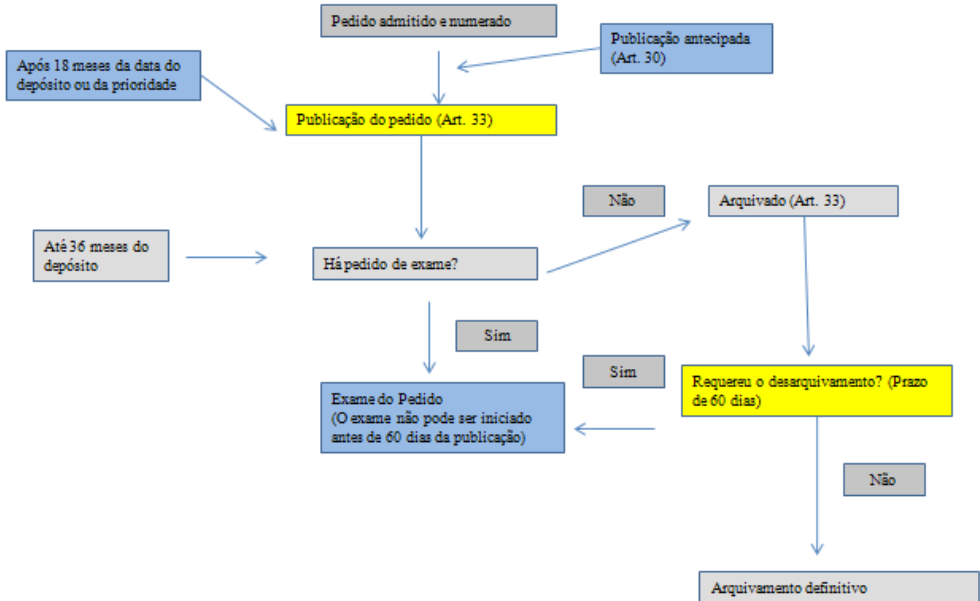 Pedido admitido e numerado
Publicação antecipada
(Art. 30)
Após 18 meses da data do
depósito ou da prioridade
Publicação do pedido (Art. 33)
Não
Arquivado (Art. 33)
Até 36 meses do
depósito
Há pedido de exame?
Sim
Sim
Requereu o desarquivamento? (Prazo
de 60 dias)
Exame do Pedido
(O exame não pode ser iniciado
antes de 60 dias da publicação)
Não
Arquivamento definitivo